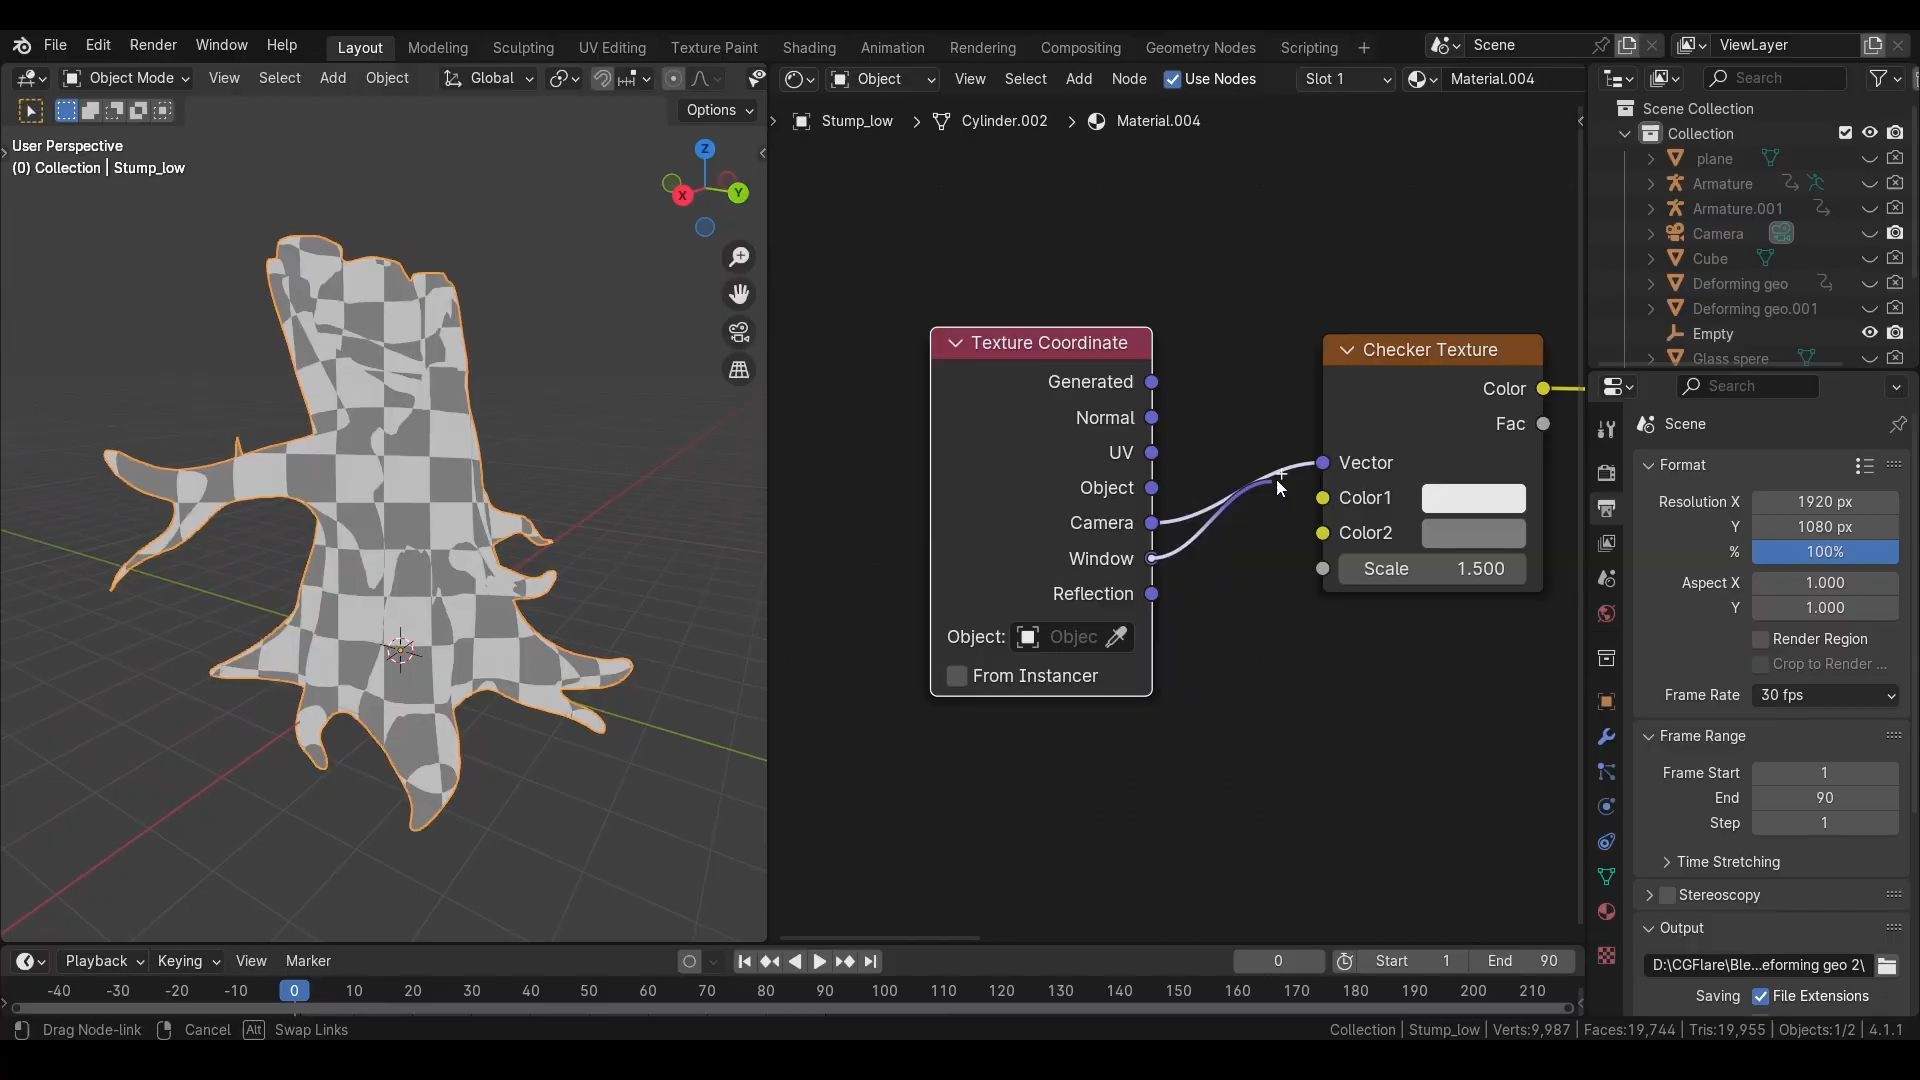 File Edit Render Window Help Layout Modeling Sculpting UV Editing Texture Paint Shading Animation Rendering Compositing Geometry Nodes Scripting + Scene ViewLayer
Object Mode View Select Add Object Global Object View Select Add Node Use Nodes Slot 1 Material.004 Search
Options
Scene Collection
Stump_low > Cylinder.002 > Material.004
Collection
User Perspective
(0) Collection | Stump_low
Z
X
Y
plane
Armature
Armature.001
Camera
Cube
Deforming geo
Deforming geo.001
Empty
Glass spere
Texture Coordinate
Generated
Normal
UV
Object
Camera
Window
Reflection
Object: Objec
From Instancer
Checker Texture
Color
Fac
Vector
Color1
Color2
Scale 1.500
Search
Scene
Format
Resolution X 1920 px
Y 1080 px
% 100%
Aspect X 1.000
Y 1.000
Render Region
Crop to Render ...
Frame Rate 30 fps
Frame Range
Frame Start 1
End 90
Step 1
Time Stretching
Stereoscopy
Output
D:\CGFlare\Ble...eforming geo 2\
Saving File Extensions
Playback Keying View Marker 0 Start 1 End 90
-40 -30 -20 -10 0 10 20 30 40 50 60 70 80 90 100 110 120 130 140 150 160 170 180 190 200 210
Drag Node-link Cancel Alt Swap Links Collection | Stump_low | Verts:9,987 | Faces:19,744 | Tris:19,955 | Objects:1/2 | 4.1.1